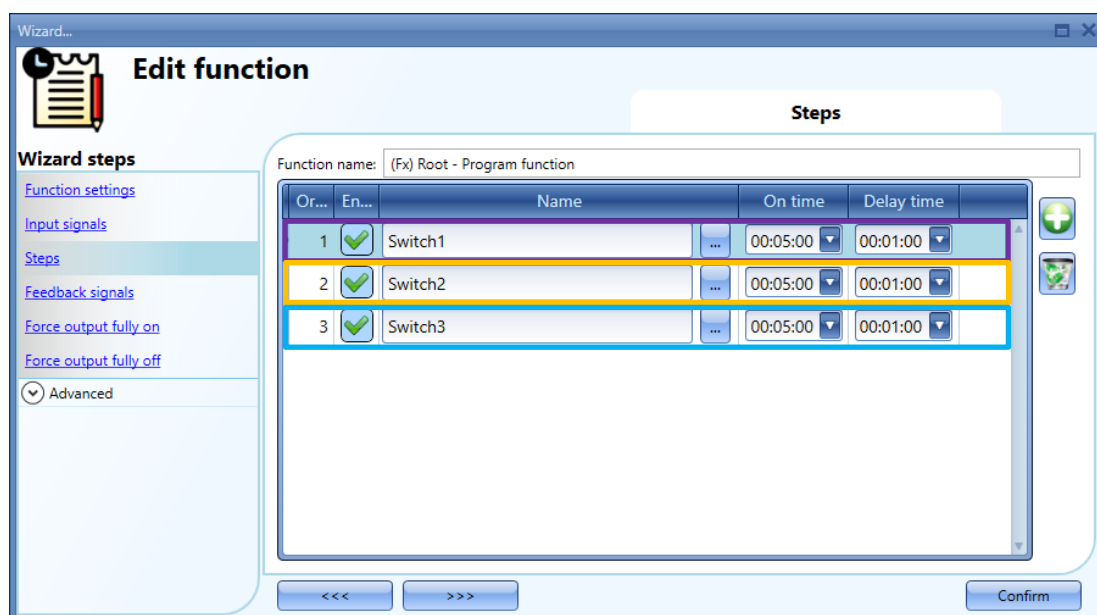 Wizard...
Edit function
Steps
Wizard steps
Function settings
Input signals
Steps
Feedback signals
Force output fully on
Force output fully off
Advanced
Function name: (Fx) Root - Program function
Or... En... Name On time Delay time
1 Switch1 ... 00:05:00 00:01:00
2 Switch2 ... 00:05:00 00:01:00
3 Switch3 ... 00:05:00 00:01:00
<<< >>> Confirm